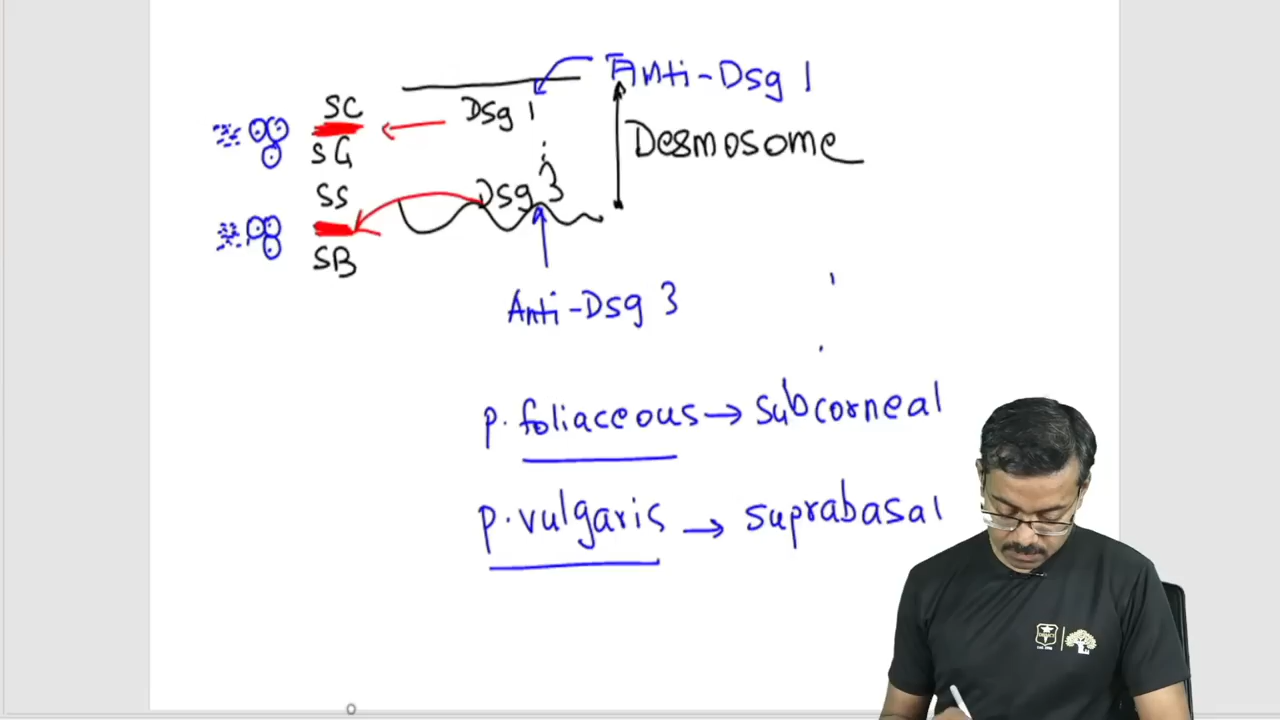 Anti-Dsg 1
SC
Dsg 1
Desmosome
SG
SS
Dsg 3
SB
Anti-Dsg 3
p. foliaceous → subcorneal
p. vulgaris → suprabasal